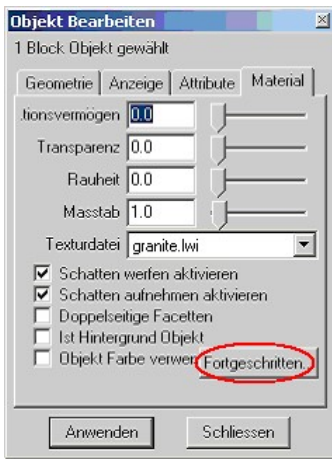 Objekt Bearbeiten
1 Block Objekt gewählt
Geometrie Anzeige Attribute Material
.tionsvermögen 0.0
Transparenz 0.0
Rauheit 0.0
Masstab 1.0
Texturdatei granite.lwi
Schatten werfen aktivieren
Schatten aufnehmen aktivieren
Doppelseitige Facetten
Ist Hintergrund Objekt
Objekt Farbe verwer Fortgeschritten..
Anwenden Schliessen